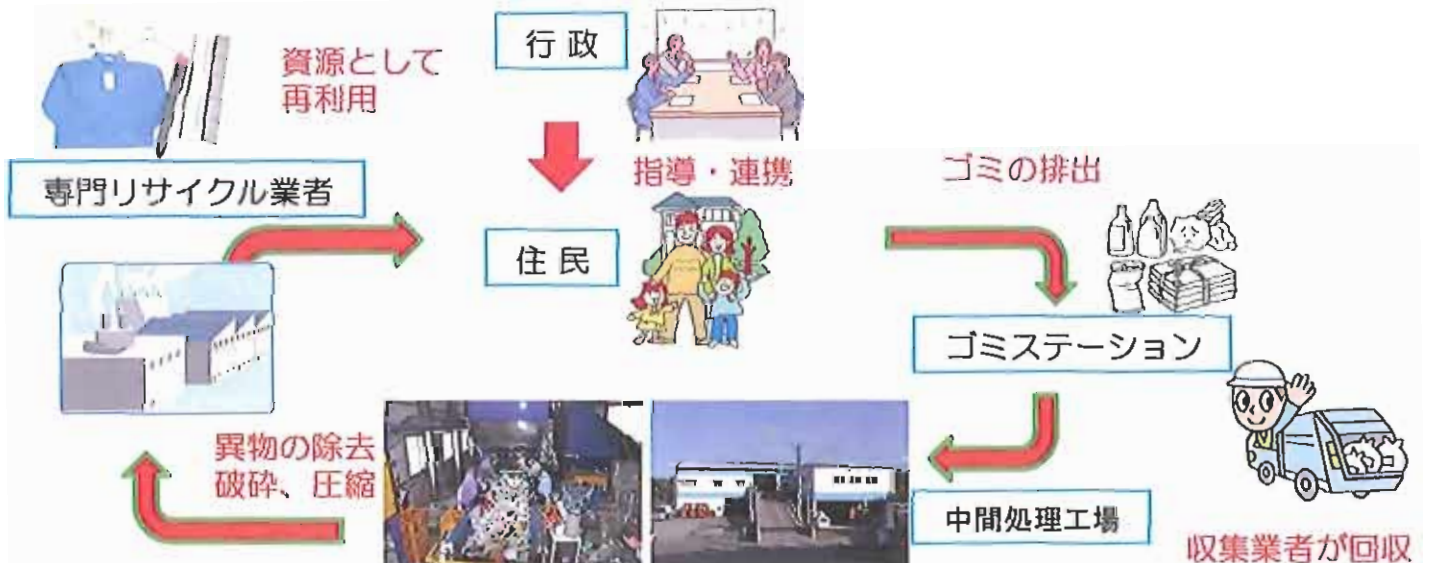 行政
資源として
再利用
専門リサイクル業者
指導・連携
住民
ゴミの排出
ゴミステーション
異物の除去
破砕、圧縮
中間処理工場
収集業者が回収